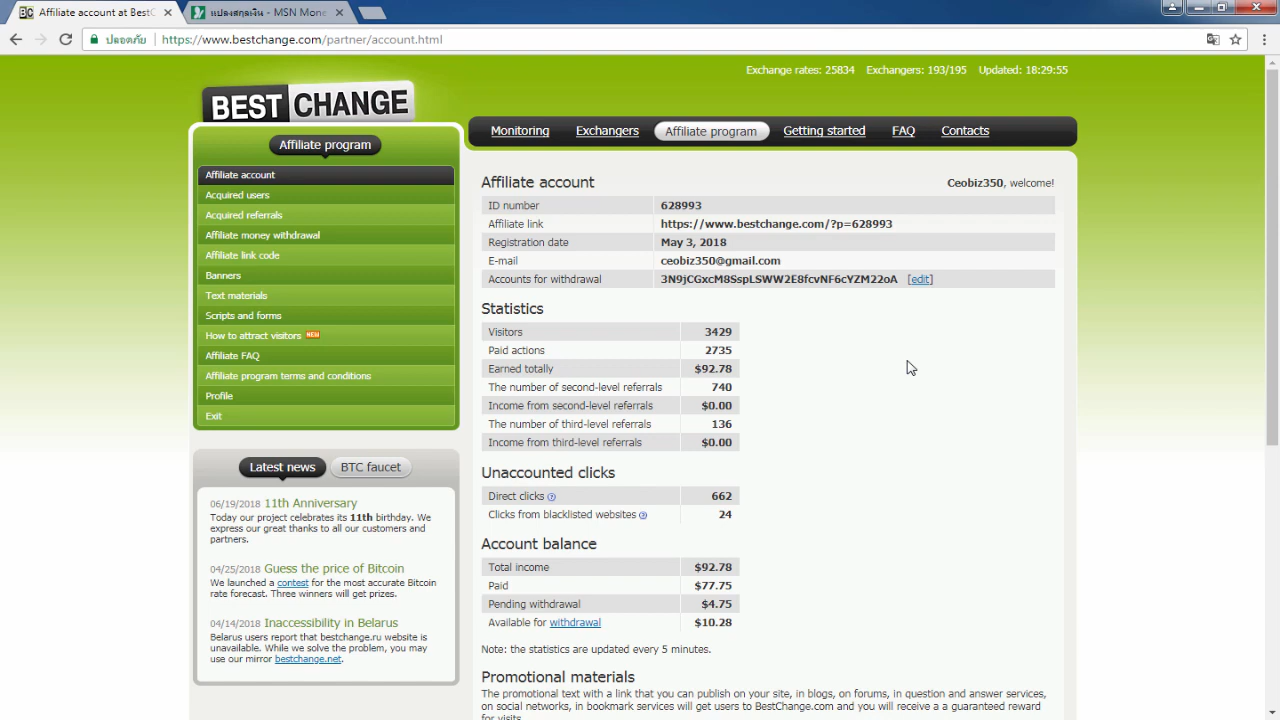 Affiliate account at BestC
แปลงสกุลเงิน - MSN Mone
ปลอดภัย
https://www.bestchange.com/partner/account.html
Exchange rates: 25834 Exchangers: 193/195 Updated: 18:29:55
BESTCHANGE
Monitoring Exchangers Affiliate program Getting started FAQ Contacts
Affiliate program
Affiliate account
Acquired users
Acquired referrals
Affiliate money withdrawal
Affiliate link code
Banners
Text materials
Scripts and forms
How to attract visitors NEW
Affiliate FAQ
Affiliate program terms and conditions
Profile
Exit
Latest news BTC faucet
06/19/2018 11th Anniversary
Today our project celebrates its 11th birthday. We
express our great thanks to all our customers and
partners.
04/25/2018 Guess the price of Bitcoin
We launched a contest for the most accurate Bitcoin
rate forecast. Three winners will get prizes.
04/14/2018 Inaccessibility in Belarus
Belarus users report that bestchange.ru website is
unavailable. While we solve the problem, you may
use our mirror bestchange.net.
Affiliate account
Ceobiz350, welcome!
ID number 628993
Affiliate link https://www.bestchange.com/?p=628993
Registration date May 3, 2018
E-mail ceobiz350@gmail.com
Accounts for withdrawal 3N9jCGxcM8SspLSWW2E8fcvNF6cYZM22oA [edit]
Statistics
Visitors 3429
Paid actions 2735
Earned totally $92.78
The number of second-level referrals 740
Income from second-level referrals $0.00
The number of third-level referrals 136
Income from third-level referrals $0.00
Unaccounted clicks
Direct clicks 662
Clicks from blacklisted websites 24
Account balance
Total income $92.78
Paid $77.75
Pending withdrawal $4.75
Available for withdrawal $10.28
Note: the statistics are updated every 5 minutes.
Promotional materials
The promotional text with a link that you can publish on your site, in blogs, on forums, in question and answer services,
on social networks, in bookmark services will get users to BestChange.com and you will receive a a guaranteed reward
for visits.